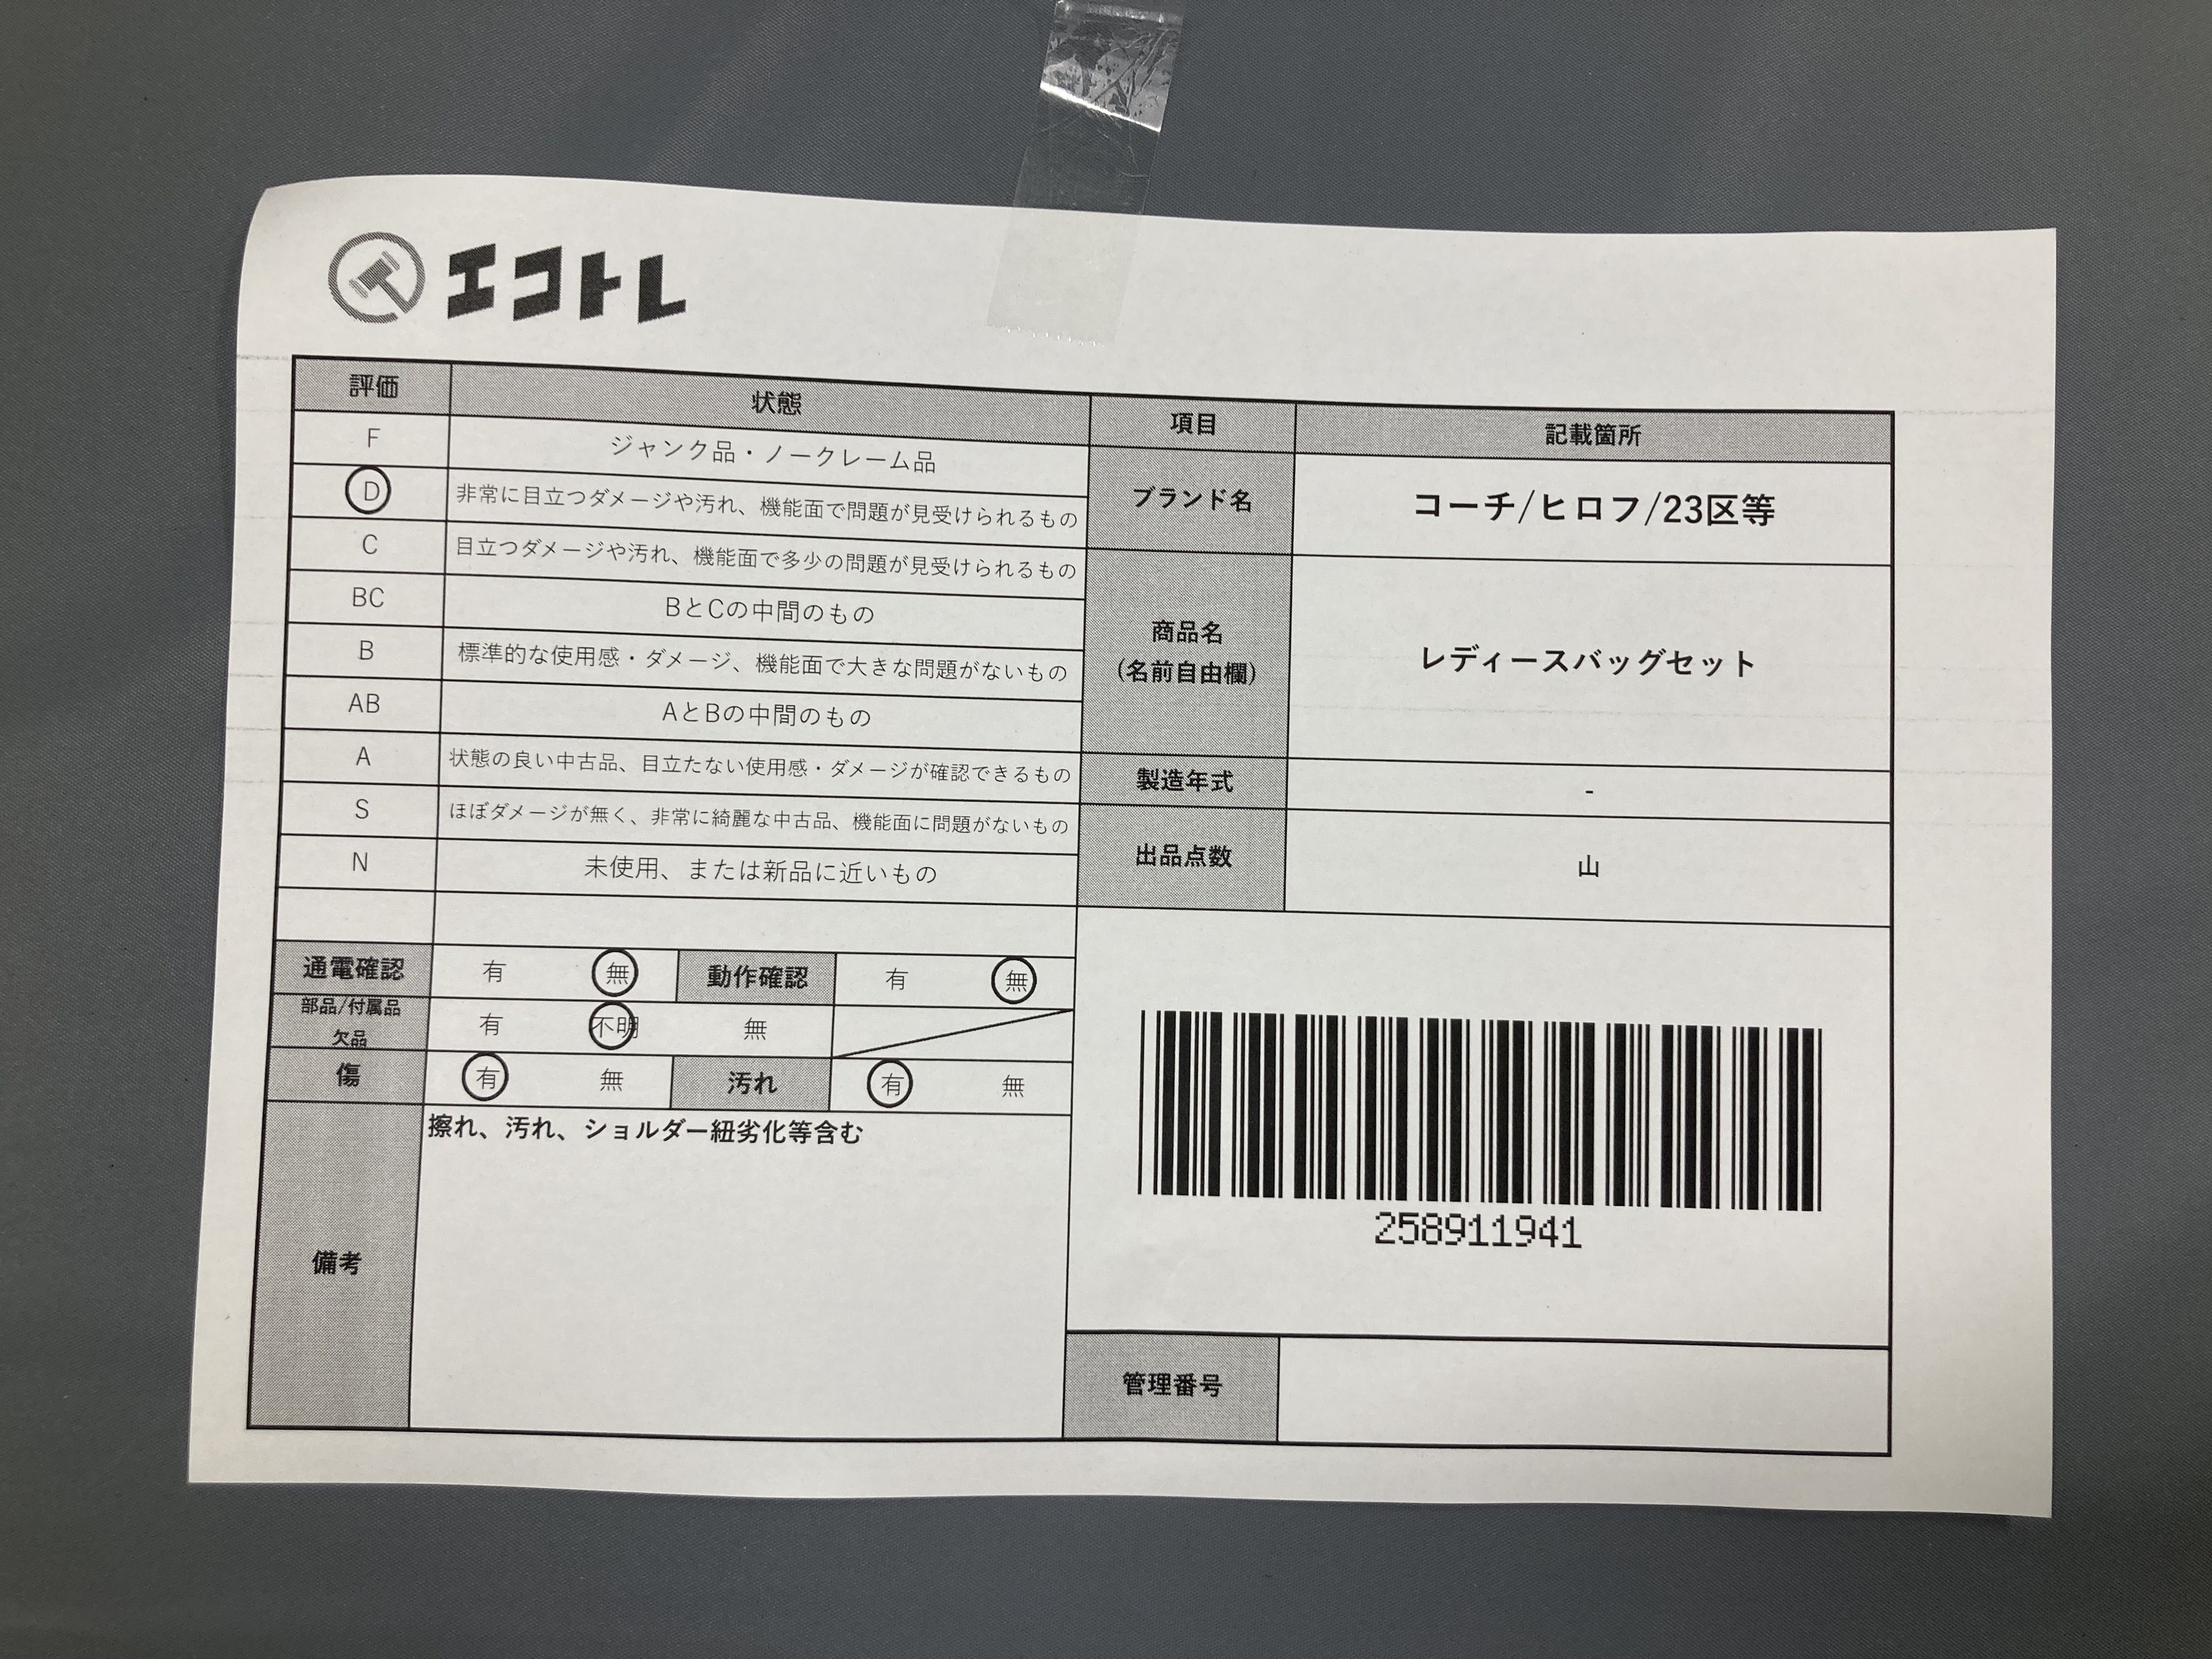 エコトレ
評価 状態 項目 記載箇所
F ジャンク品・ノークレーム品
D 非常に目立つダメージや汚れ、機能面で問題が見受けられるもの
C 目立つダメージや汚れ、機能面で多少の問題が見受けられるもの
BC BとCの中間のもの
B 標準的な使用感・ダメージ、機能面で大きな問題がないもの
AB AとBの中間のもの
A 状態の良い中古品、目立たない使用感・ダメージが確認できるもの
S ほぼダメージが無く、非常に綺麗な中古品、機能面に問題がないもの
N 未使用、または新品に近いもの
ブランド名 コーチ/ヒロフ/23区等
商品名
(名前自由欄)
レディースバッグセット
製造年式 -
出品点数 山
通電確認 有 無 動作確認 有 無
部品/付属品
欠品
有 不明 無
傷 有 無 汚れ 有 無
備考
擦れ、汚れ、ショルダー紐劣化等含む
258911941
管理番号